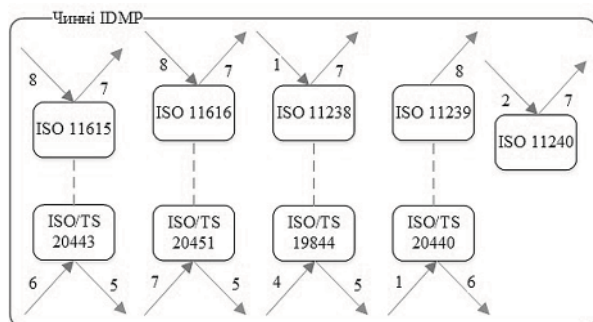 Чинні IDMP
8
7
8
7
1
7
8
2
7
ISO 11615
ISO 11616
ISO 11238
ISO 11239
ISO 11240
ISO/TS
20443
ISO/TS
20451
ISO/TS
19844
ISO/TS
20440
6
5
7
5
4
5
1
6